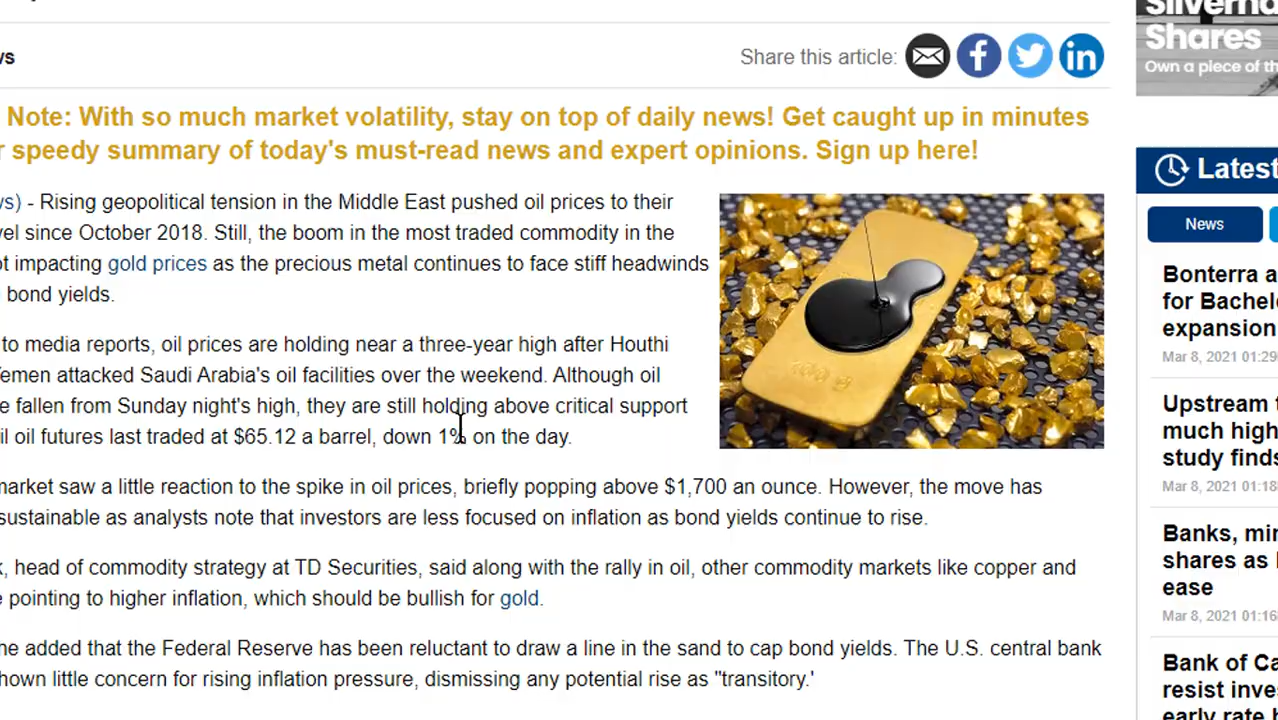 Silverna
Shares
Own a piece of th
Share this article:
Note: With so much market volatility, stay on top of daily news! Get caught up in minutes
speedy summary of today's must-read news and expert opinions. Sign up here!
- Rising geopolitical tension in the Middle East pushed oil prices to their
since October 2018. Still, the boom in the most traded commodity in the
impacting gold prices as the precious metal continues to face stiff headwinds
bond yields.
to media reports, oil prices are holding near a three-year high after Houthi
Yemen attacked Saudi Arabia's oil facilities over the weekend. Although oil
fallen from Sunday night's high, they are still holding above critical support
oil futures last traded at $65.12 a barrel, down 1% on the day.
market saw a little reaction to the spike in oil prices, briefly popping above $1,700 an ounce. However, the move has
sustainable as analysts note that investors are less focused on inflation as bond yields continue to rise.
head of commodity strategy at TD Securities, said along with the rally in oil, other commodity markets like copper and
pointing to higher inflation, which should be bullish for gold.
he added that the Federal Reserve has been reluctant to draw a line in the sand to cap bond yields. The U.S. central bank
hown little concern for rising inflation pressure, dismissing any potential rise as "transitory.'
Latest
News
Bonterra a
for Bachel
expansion
Mar 8, 2021 01:29
Upstream t
much high
study finds
Mar 8, 2021 01:18
Banks, min
shares as
ease
Mar 8, 2021 01:16
Bank of Ca
resist inve
early rate h